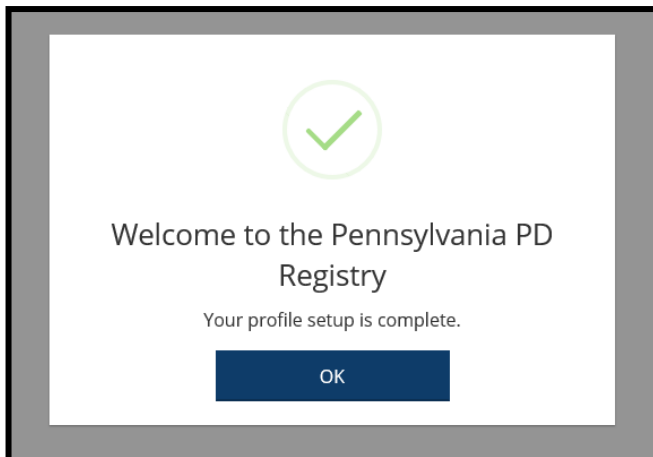 Welcome to the Pennsylvania PD
Registry
Your profile setup is complete.
OK